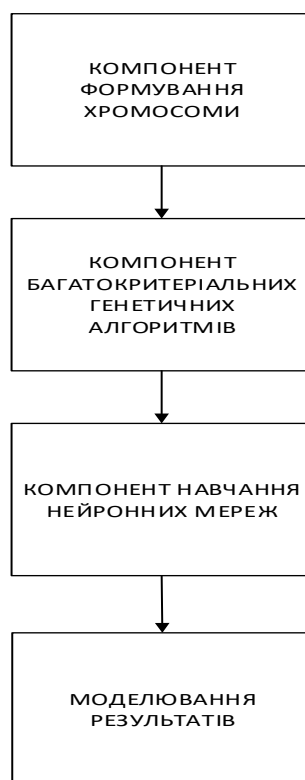 КОМПОНЕНТ
ФОРМУВАННЯ
ХРОМОСОМИ
КОМПОНЕНТ
БАГАТОКРИТЕРІАЛЬНИХ
ГЕНЕТИЧНИХ
АЛГОРИТМІВ
КОМПОНЕНТ НАВЧАННЯ
НЕЙРОННИХ МЕРЕЖ
МОДЕЛЮВАННЯ
РЕЗУЛЬТАТІВ